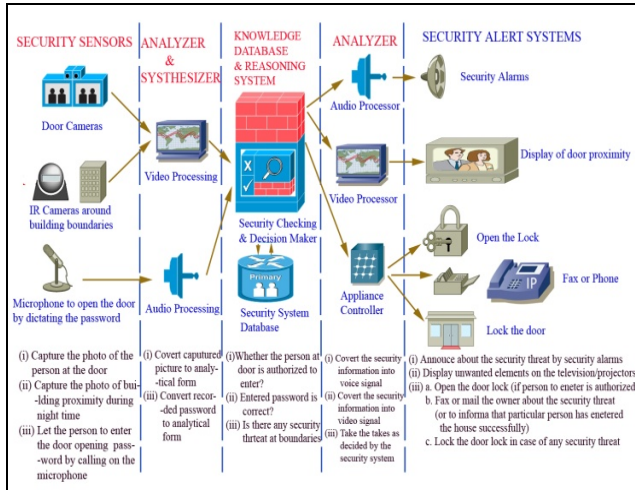 SECURITY SENSORS
Door Cameras
IR Cameras around
building boundaries
Microphone to open the door
by dictating the password
(i) Capture the photo of the
person at the door
(ii) Capture the photo of bui-
-lding proximity during
night time
(iii) Let the person to enter
the door opening pass-
-word by calling on the
microphone
ANALYZER
&
SYSTHESIZER
Video Processing
Audio Processing
(i) Covert caputured
picture to analy-
-tical form
(iii) Convert recor-
-ded password to
analytical form
KNOWLEDGE
DATABASE
& REASONING
SYSTEM
X
Security Checking
& Decision Maker
Primary
Security System
Database
(i)Whether the person at
door is authorized to
enter?
(ii) Entered password is
correct?
(iii) Is there any security
thrteat at boundaries
ANALYZER
Audio Processor
Video Processor
Appliance
Controller
(i) Covert the security
information into
voice signal
(ii) Covert the security
information into
video signal
(iii) Take the takes as
decided by the
security system
SECURITY ALERT SYSTEMS
Security Alarms
Display of door proximity
Open the Lock
IP
Fax or Phone
Lock the door
(i) Annouce about the security threat by security alarms
(ii) Display unwanted elements on the television/projectors
(iii) a. Open the door lock (if person to eneter is authorized
b. Fax or mail the owner about the security threat
(or to informa that particular person has enetered
the house successfully)
c. Lock the door lock in case of any security threat